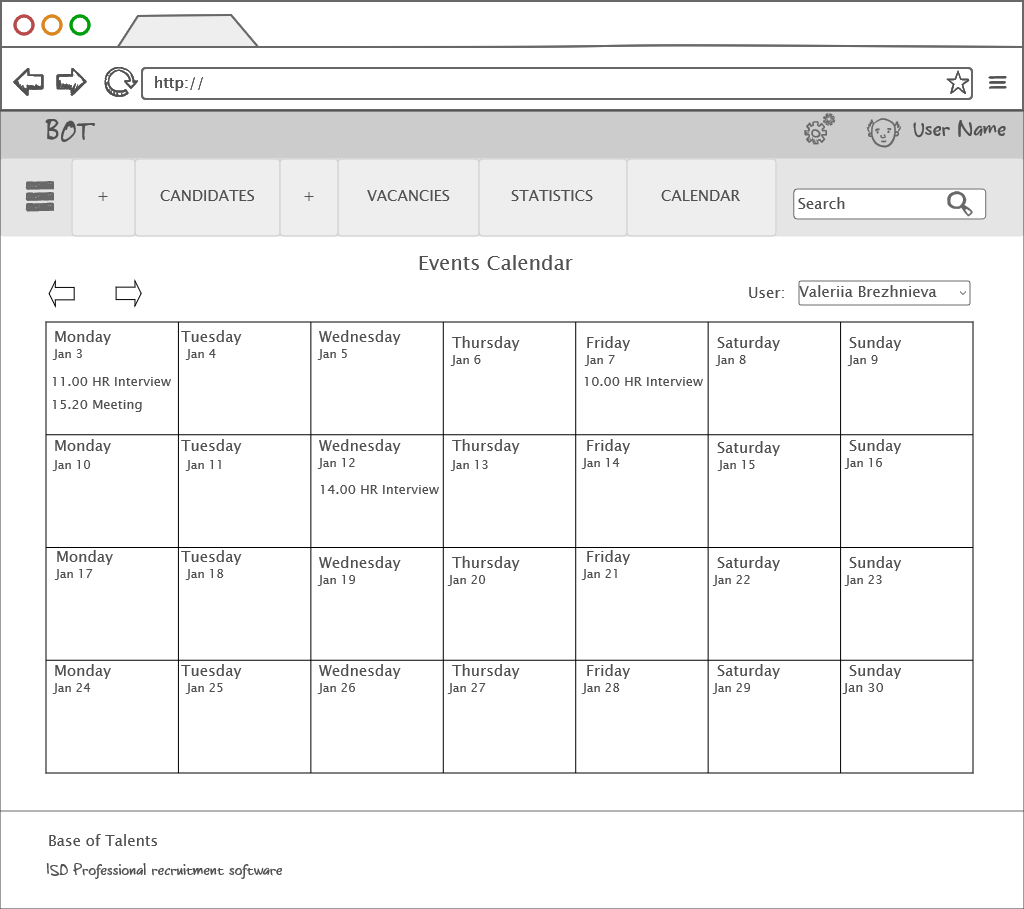 http://
BOT
User Name
+ CANDIDATES + VACANCIES STATISTICS CALENDAR
Search
Events Calendar
User: Valeriia Brezhnieva
Monday Tuesday Wednesday Thursday Friday Saturday Sunday
Jan 3 Jan 4 Jan 5 Jan 6 Jan 7 Jan 8 Jan 9
11.00 HR Interview 10.00 HR Interview
15.20 Meeting
Monday Tuesday Wednesday Thursday Friday Saturday Sunday
Jan 10 Jan 11 Jan 12 Jan 13 Jan 14 Jan 15 Jan 16
14.00 HR Interview
Monday Tuesday Wednesday Thursday Friday Saturday Sunday
Jan 17 Jan 18 Jan 19 Jan 20 Jan 21 Jan 22 Jan 23
Monday Tuesday Wednesday Thursday Friday Saturday Sunday
Jan 24 Jan 25 Jan 26 Jan 27 Jan 28 Jan 29 Jan 30
Base of Talents
ISD Professional recruitment software